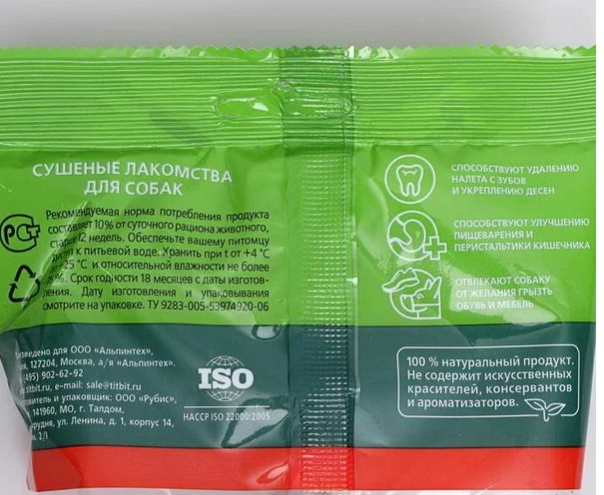 СУШЕНЫЕ ЛАКОМСТВА
ДЛЯ СОБАК
РСТ
Рекомендуемая норма потребления продукта
составляет 10% от суточного рациона животного,
старше 12 недель. Обеспечьте вашему питомцу
доступ к питьевой воде. Хранить при t от +4 °C
+25 °C и относительной влажности не более
Срок годности 18 месяцев с даты изготов-
ления. Дату изготовления и упаковывания
смотрите на упаковке. ТУ 9283-005-53974920-06
для ООО «Альпинтех»,
127204, Москва, а/я «Альпинтех».
(495) 902-62-92
e-mail: sale@titbit.ru
и упаковщик: ООО «Рубис»,
141960, МО, г. Талдом,
ул. Ленина, д. 1, корпус 14,
2/1
ISO
HACCP ISO 22000:2005
СПОСОБСТВУЮТ УДАЛЕНИЮ
НАЛЕТА С ЗУБОВ
И УКРЕПЛЕНИЮ ДЕСЕН
СПОСОБСТВУЮТ УЛУЧШЕНИЮ
ПИЩЕВАРЕНИЯ И
ПЕРИСТАЛЬТИКИ КИШЕЧНИКА
ОТВЛЕКАЮТ СОБАКУ
ОТ ЖЕЛАНИЯ ГРЫЗТЬ
ОБУВЬ И МЕБЕЛЬ
100 % натуральный продукт.
Не содержит искусственных
красителей, консервантов
и ароматизаторов.